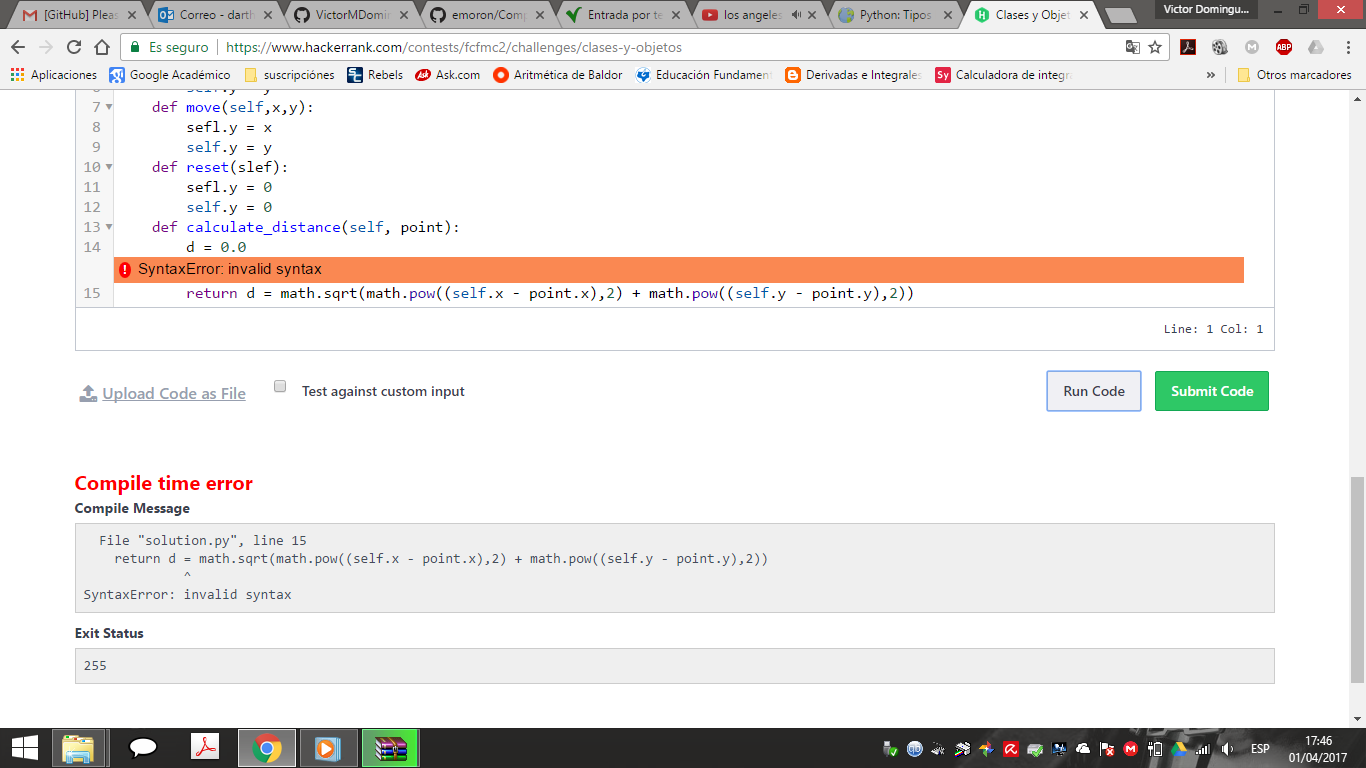 [GitHub] Pleas
Correo - darth
VictorMDomin
emoron/Comp
Entrada por te
los angeles
Python: Tipos
Clases y Objet
Victor Domingu...
Es seguro
https://www.hackerrank.com/contests/fcfmc2/challenges/clases-y-objetos
Aplicaciones
Google Académico
suscripciónes
Rebels
Ask.com
Aritmética de Baldor
Educación Fundament
Derivadas e Integrales
Calculadora de integra
»
Otros marcadores
6 self.y = y
7 def move(self,x,y):
8 sefl.y = x
9 self.y = y
10 def reset(slef):
11 sefl.y = 0
12 self.y = 0
13 def calculate_distance(self, point):
14 d = 0.0
SyntaxError: invalid syntax
15 return d = math.sqrt(math.pow((self.x - point.x),2) + math.pow((self.y - point.y),2))
Line: 1 Col: 1
Upload Code as File
Test against custom input
Run Code
Submit Code
Compile time error
Compile Message
File "solution.py", line 15
return d = math.sqrt(math.pow((self.x - point.x),2) + math.pow((self.y - point.y),2))
^
SyntaxError: invalid syntax
Exit Status
255
ESP
17:46
01/04/2017